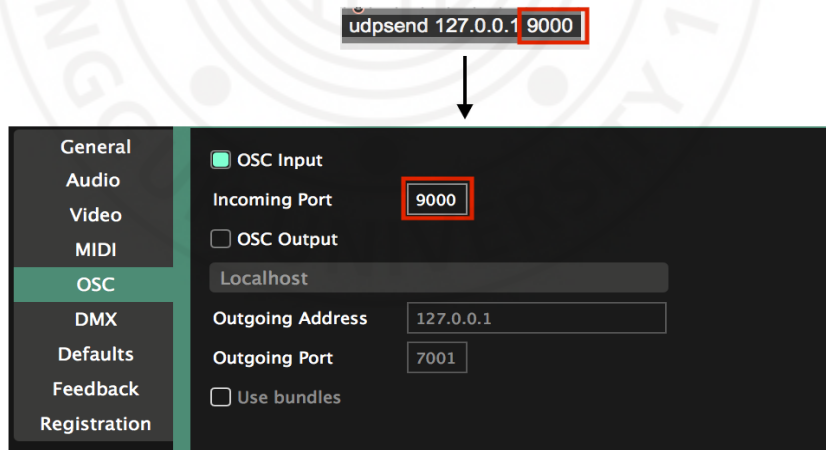 udpsend 127.0.0.1 9000
General
Audio
Video
MIDI
OSC
DMX
Defaults
Feedback
Registration
OSC Input
Incoming Port 9000
OSC Output
Localhost
Outgoing Address 127.0.0.1
Outgoing Port 7001
Use bundles